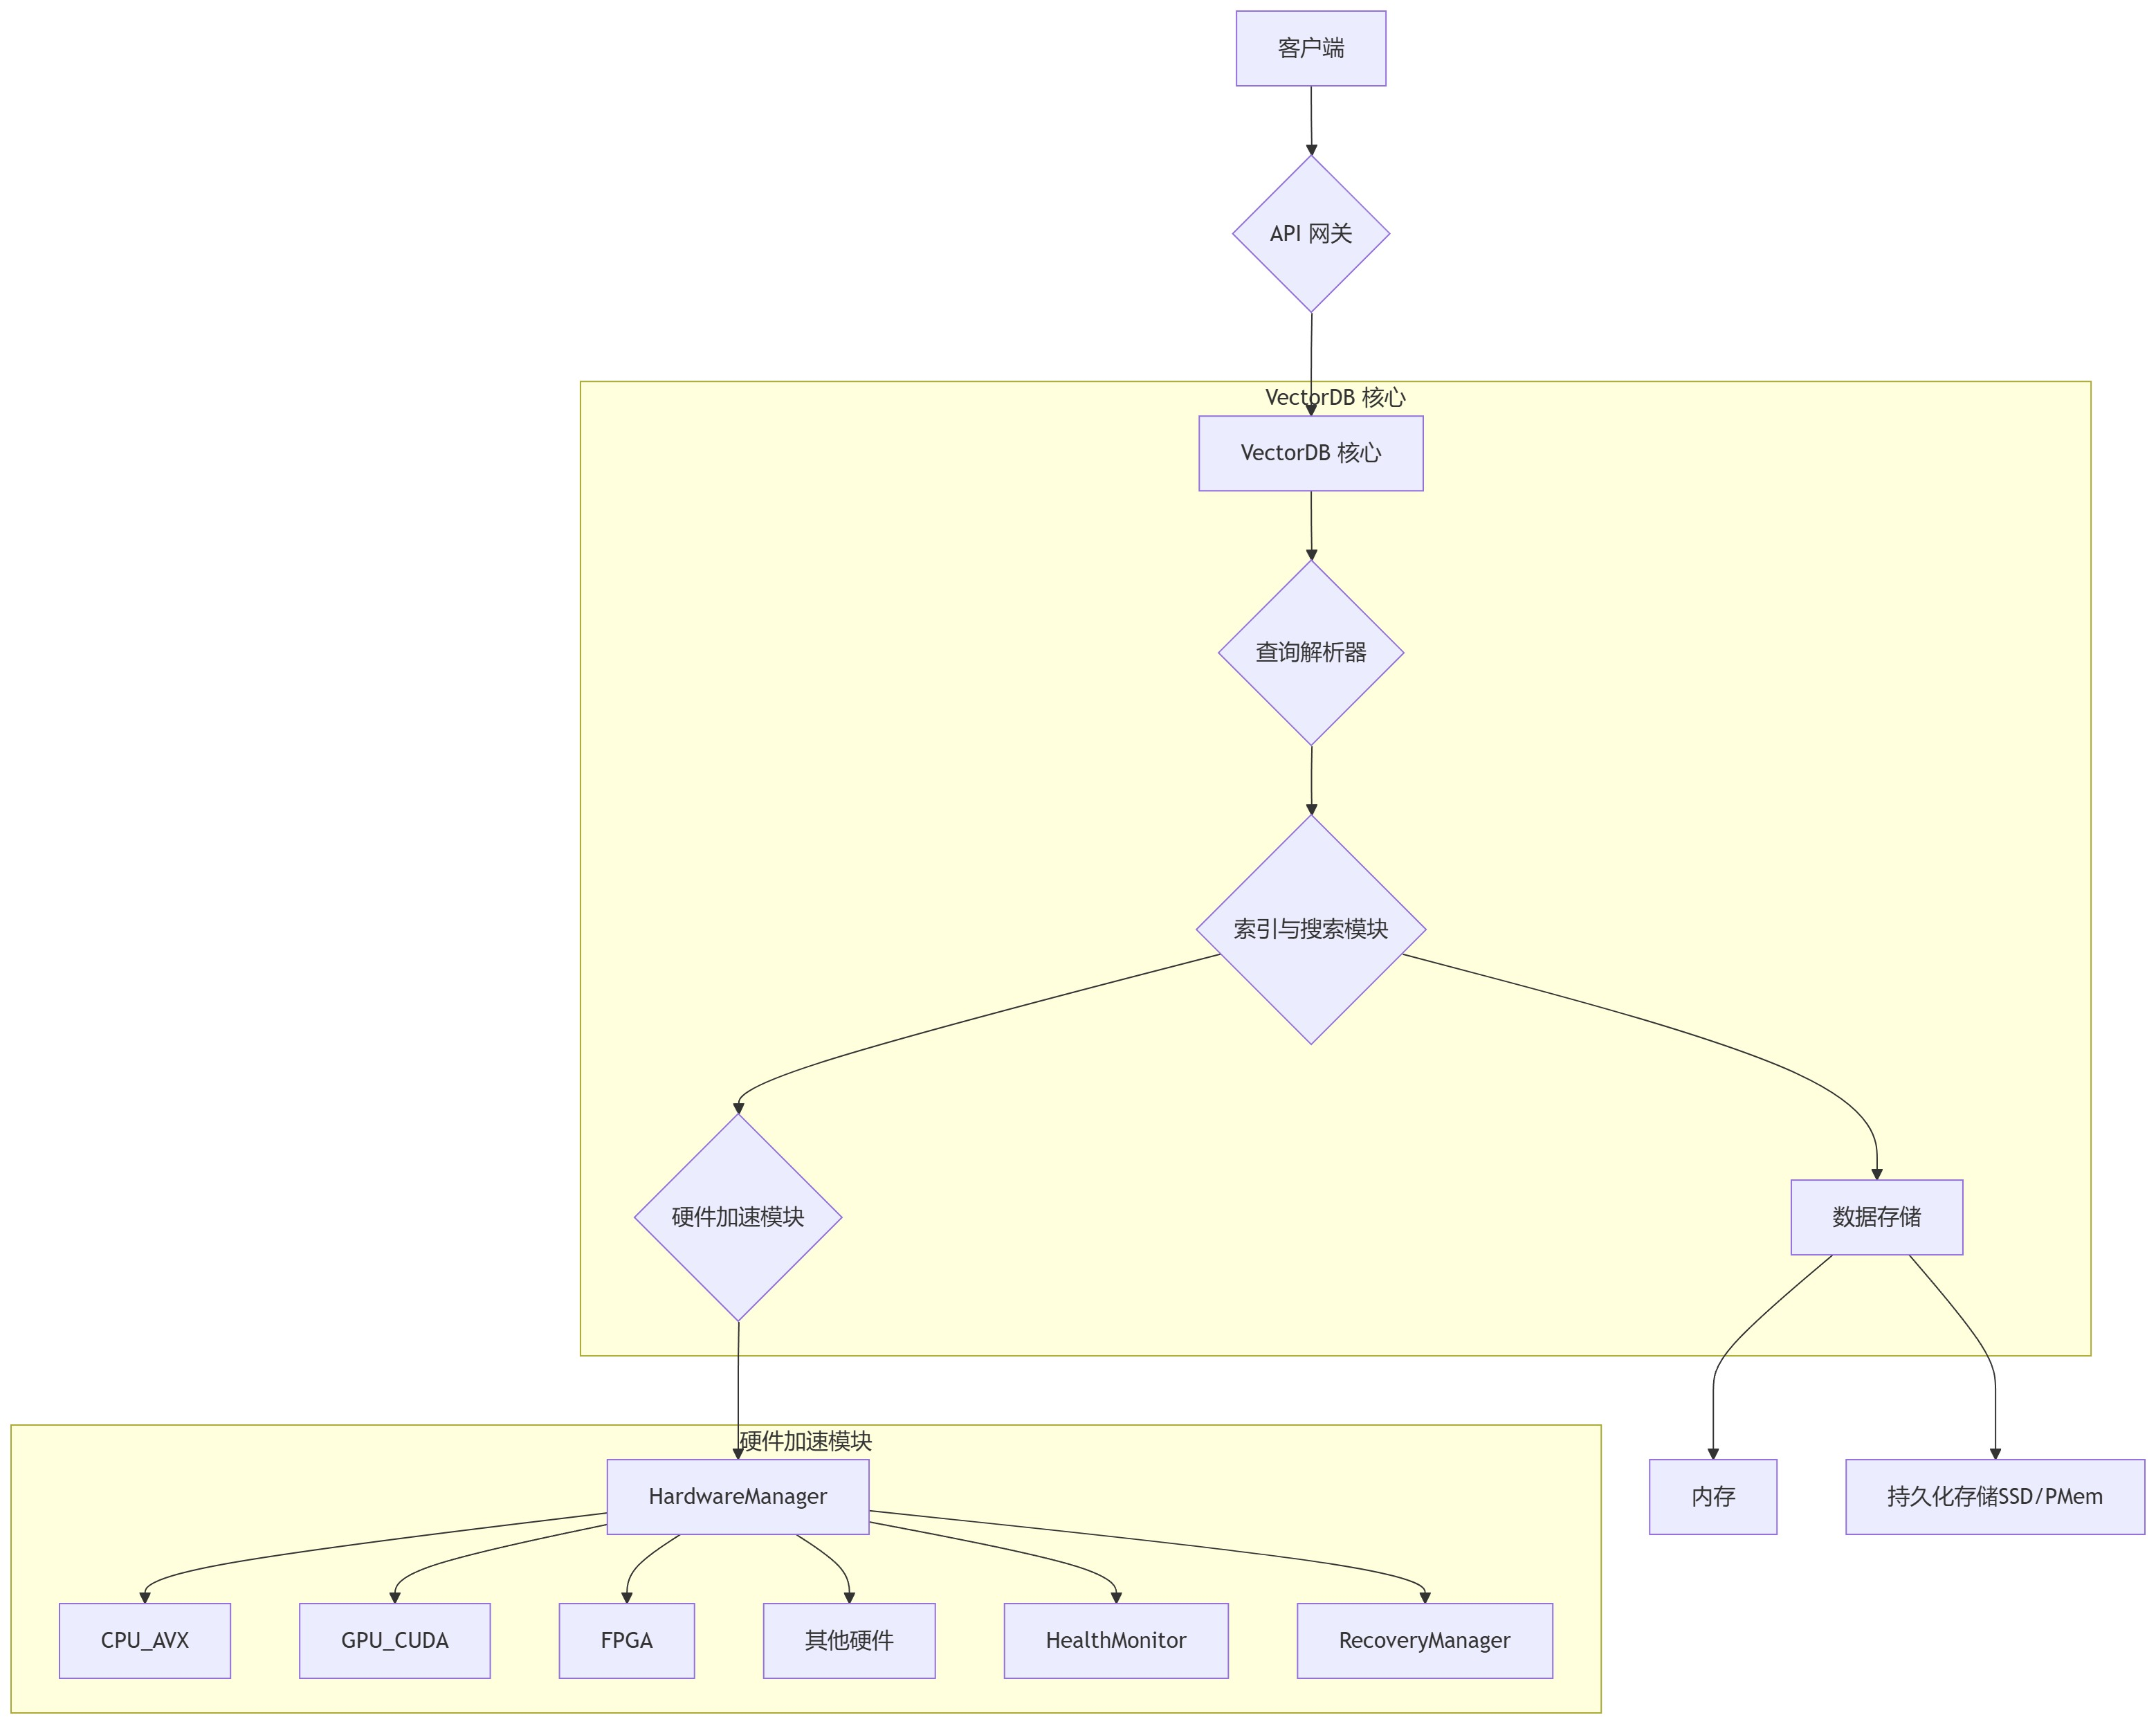 客户端
API 网关
VectorDB 核心
VectorDB 核心
查询解析器
索引与搜索模块
硬件加速模块
数据存储
硬件加速模块
HardwareManager
内存
持久化存储SSD/PMem
CPU_AVX
GPU_CUDA
FPGA
其他硬件
HealthMonitor
RecoveryManager